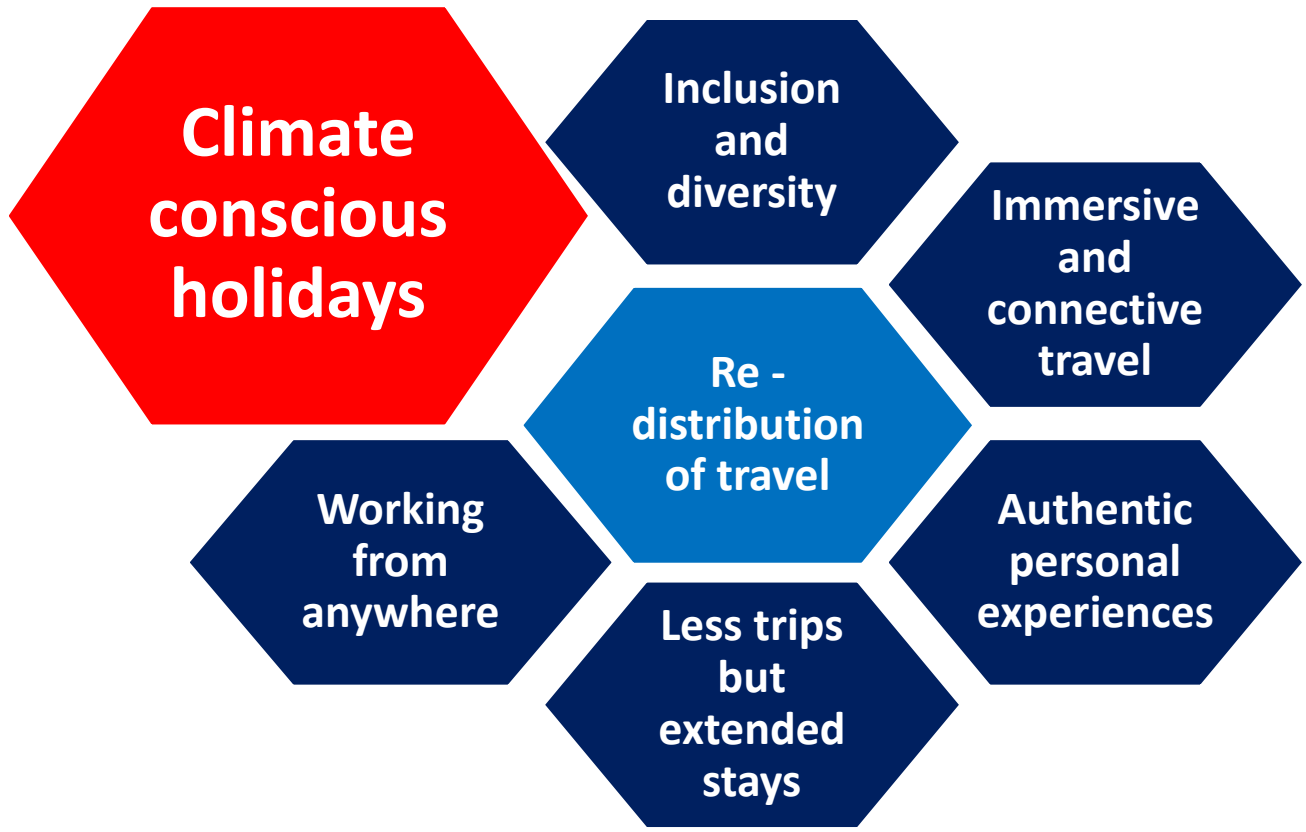 Climate
conscious
holidays
Inclusion
and
diversity
Immersive
and
connective
travel
Re -
distribution
of travel
Working
from
anywhere
Authentic
personal
experiences
Less trips
but
extended
stays